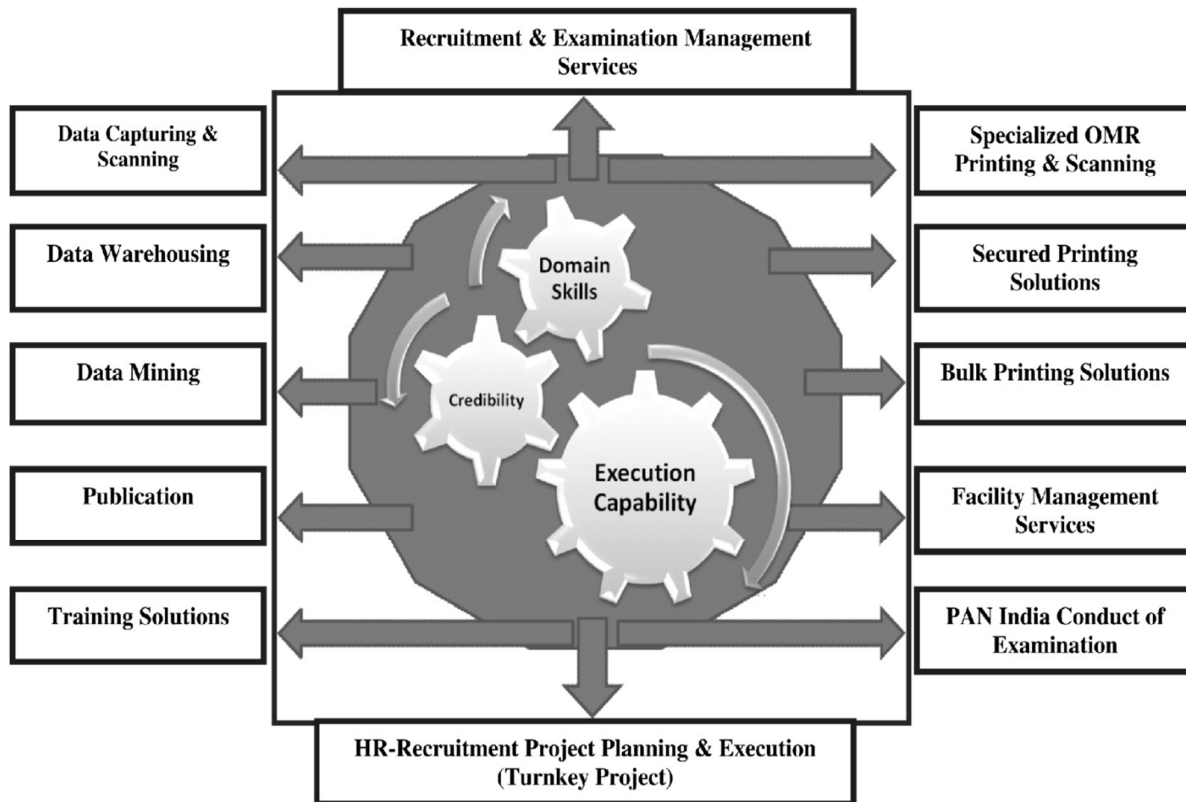 Recruitment & Examination Management
Services
Data Capturing &
Scanning
Specialized OMR
Printing & Scanning
Data Warehousing
Secured Printing
Solutions
Domain
Skills
Data Mining
Credibility
Bulk Printing Solutions
Publication
Execution
Capability
Facility Management
Services
Training Solutions
PAN India Conduct of
Examination
HR-Recruitment Project Planning & Execution
(Turnkey Project)